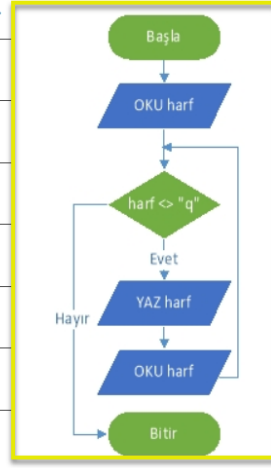 Başla
OKU harf
harf <> "q"
Evet
YAZ harf
Hayır
OKU harf
Bitir